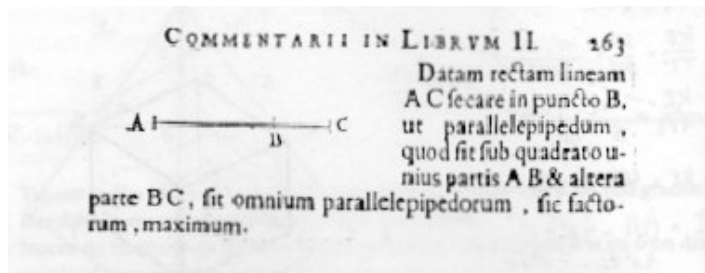 COMMENTARII IN LIBRVM II. 263
Datam rectam lineam
A C secare in puncto B,
A C
ut parallelepipedum ,
B
quod fit sub quadrato u-
nius partis A B & altera
parte B C , sit omnium parallelepipedorum , sic facto-
rum , maximum.